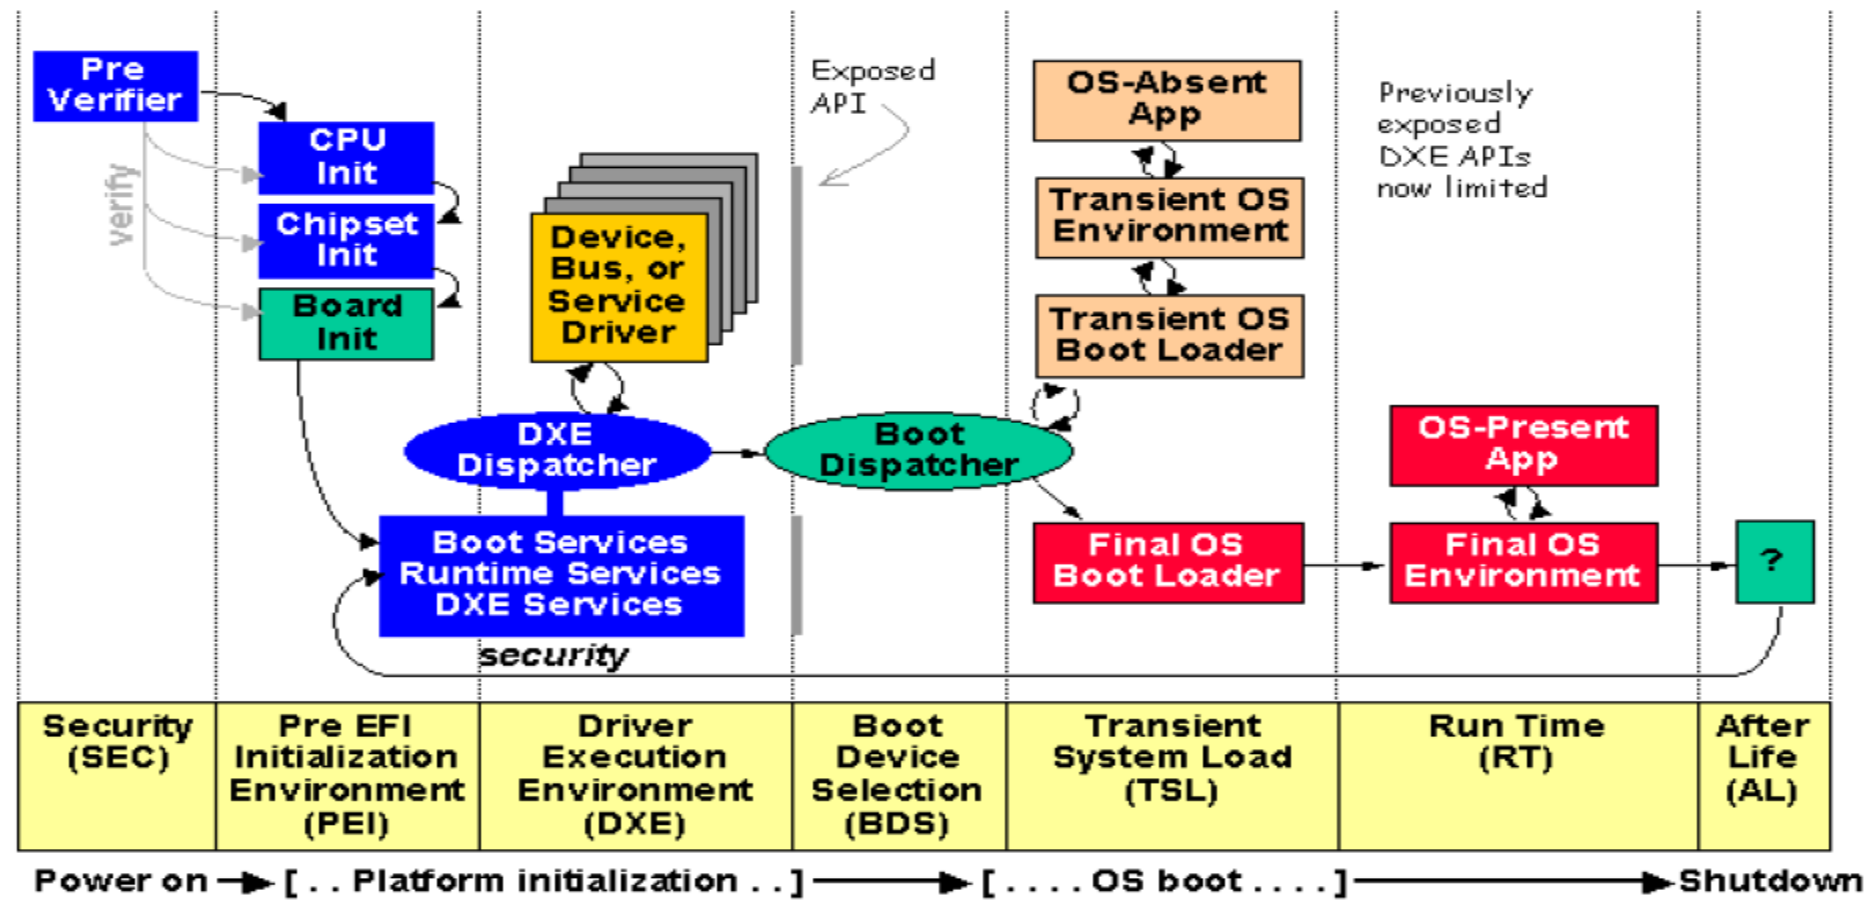 Pre
Verifier
verify
CPU
Init
Chipset
Init
Board
Init
Device,
Bus, or
Service
Driver
DXE
Dispatcher
Boot Services
Runtime Services
DXE Services
security
Exposed
API
Boot
Dispatcher
OS-Absent
App
Transient OS
Environment
Transient OS
Boot Loader
Final OS
Boot Loader
Previously
exposed
DXE APIs
now limited
OS-Present
App
Final OS
Environment
?
Security
(SEC)
Pre EFI
Initialization
Environment
(PEI)
Driver
Execution
Environment
(DXE)
Boot
Device
Selection
(BDS)
Transient
System Load
(TSL)
Run Time
(RT)
After
Life
(AL)
Power on [ . . Platform initialization . . ] [ . . . . OS boot . . . . ] Shutdown